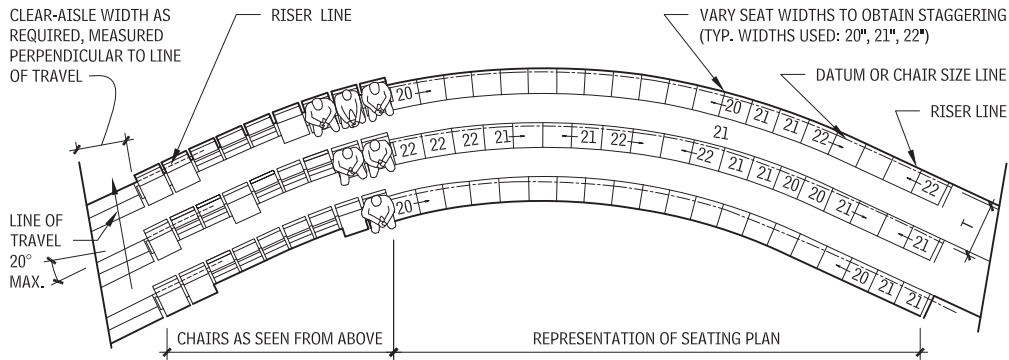 CLEAR-AISLE WIDTH AS
REQUIRED, MEASURED
PERPENDICULAR TO LINE
OF TRAVEL
RISER LINE
VARY SEAT WIDTHS TO OBTAIN STAGGERING
(TYP. WIDTHS USED: 20", 21", 22")
DATUM OR CHAIR SIZE LINE
RISER LINE
20
20 21 21 22
22
21
22 22 22 21
21 22
22 21 21 20 20 21
21
T
LINE OF
TRAVEL
20°
MAX.
20
20 21 21
CHAIRS AS SEEN FROM ABOVE
REPRESENTATION OF SEATING PLAN